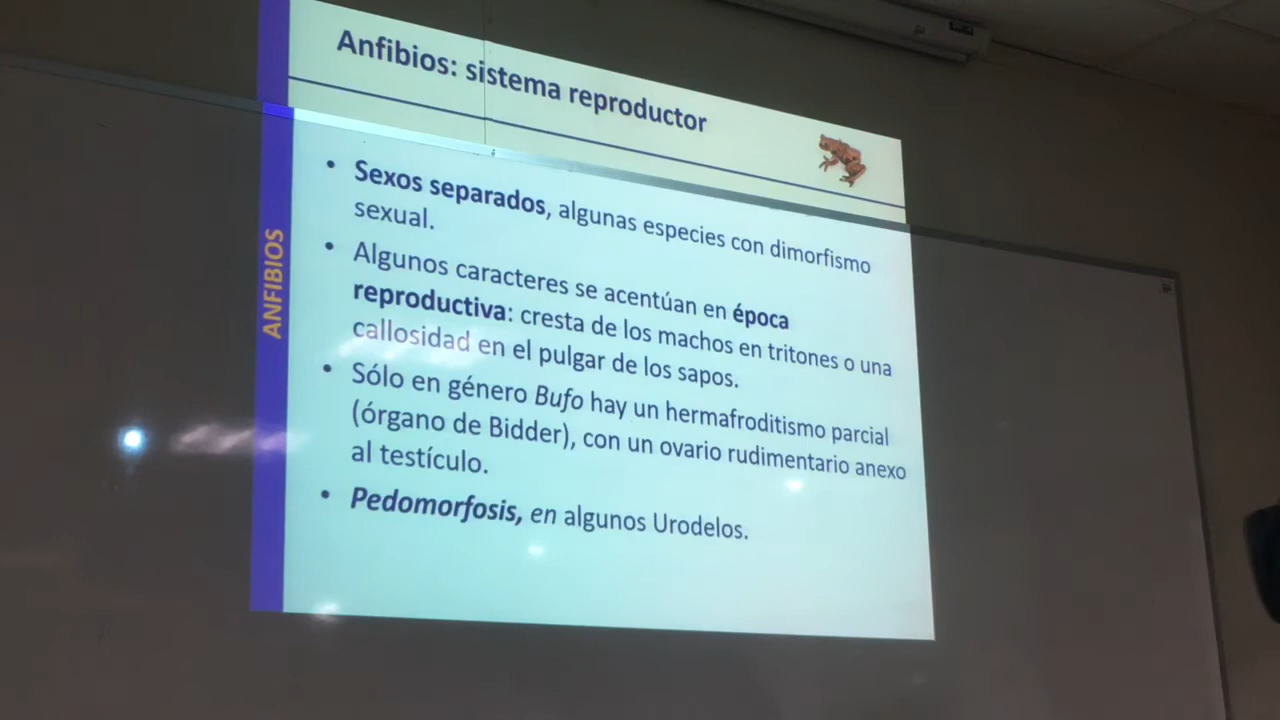 Anfibios: sistema reproductor
ANFIBIOS
• Sexos separados, algunas especies con dimorfismo
sexual.
• Algunos caracteres se acentúan en época
reproductiva: cresta de los machos en tritones o una
callosidad en el pulgar de los sapos.
• Sólo en género Bufo hay un hermafroditismo parcial
(órgano de Bidder), con un ovario rudimentario anexo
al testículo.
• Pedomorfosis, en algunos Urodelos.